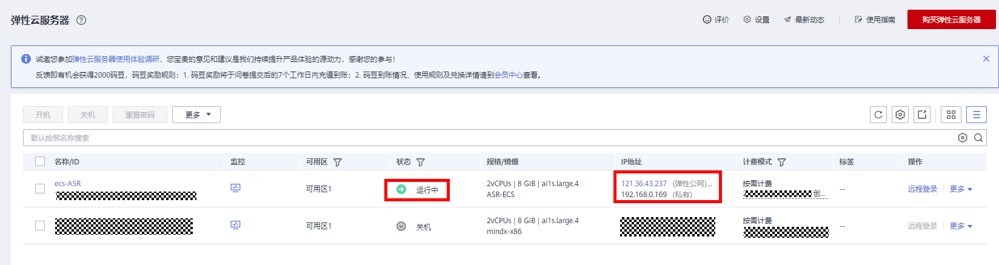 弹性云服务器
评价 设置 最新动态 使用指南 购买弹性云服务器
诚邀您参加弹性云服务器使用体验调研，您宝贵的意见和建议是我们持续提升产品体验的源动力，感谢您的参与！
反馈即有机会获得2000码豆，码豆奖励规则：1. 码豆奖励将于问卷提交后的7个工作日内充值到账；2. 码豆到账情况、使用规则及兑换详情请到会员中心查看。
开机 关机 重置密码 更多
默认按照名称搜索
名称/ID 监控 可用区 状态 规格/镜像 IP地址 计费模式 标签 操作
ecs-ASR 可用区1 运行中 2vCPUs | 8 GiB | ai1s.large.4 121.36.43.237 (弹性公网)... 按需计费 -- 远程登录 更多
ASR-ECS 192.168.0.169 (私有) 创...
可用区1 关机 2vCPUs | 8 GiB | ai1s.large.4 按需计费 -- 远程登录 更多
mindx-x86